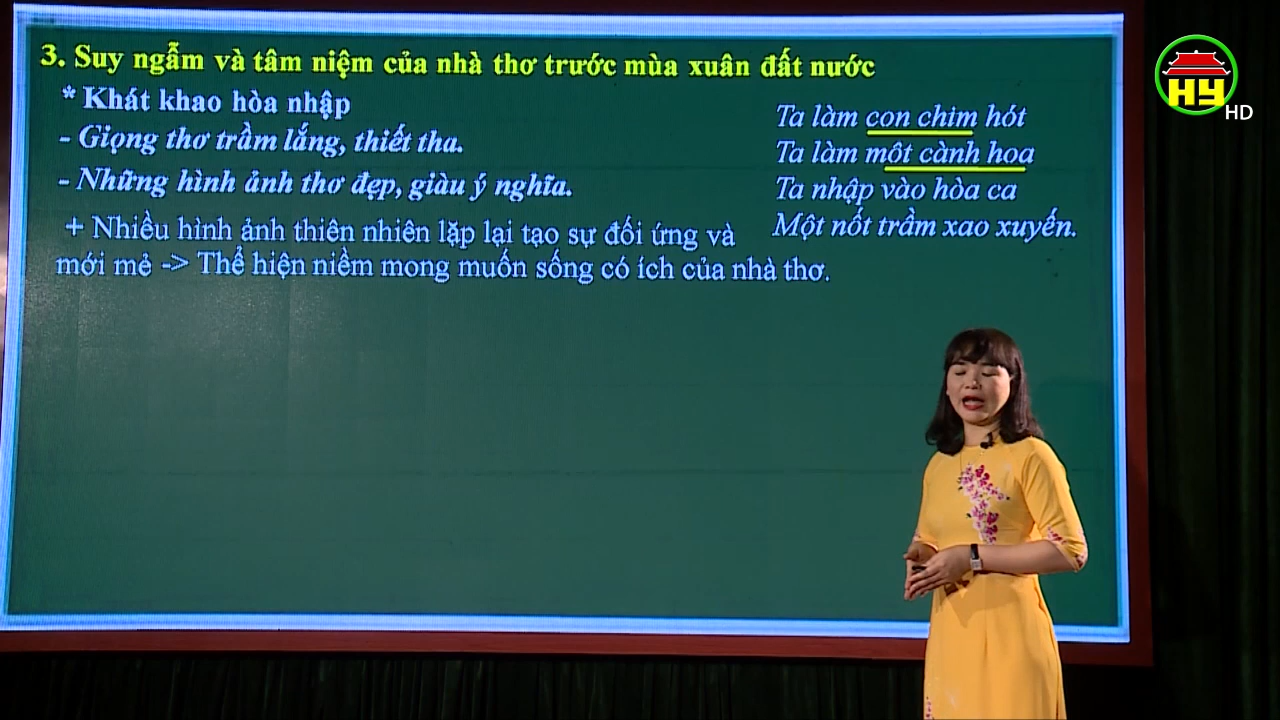 3. Suy ngẫm và tâm niệm của nhà thơ trước mùa xuân đất nước
* Khát khao hòa nhập
- Giọng thơ trầm lắng, thiết tha.
- Những hình ảnh thơ đẹp, giàu ý nghĩa.
+ Nhiều hình ảnh thiên nhiên lặp lại tạo sự đối ứng và
mới mẻ -> Thể hiện niềm mong muốn sống có ích của nhà thơ.
Ta làm con chim hót
Ta làm một cành hoa
Ta nhập vào hòa ca
Một nốt trầm xao xuyến.
HY
HD